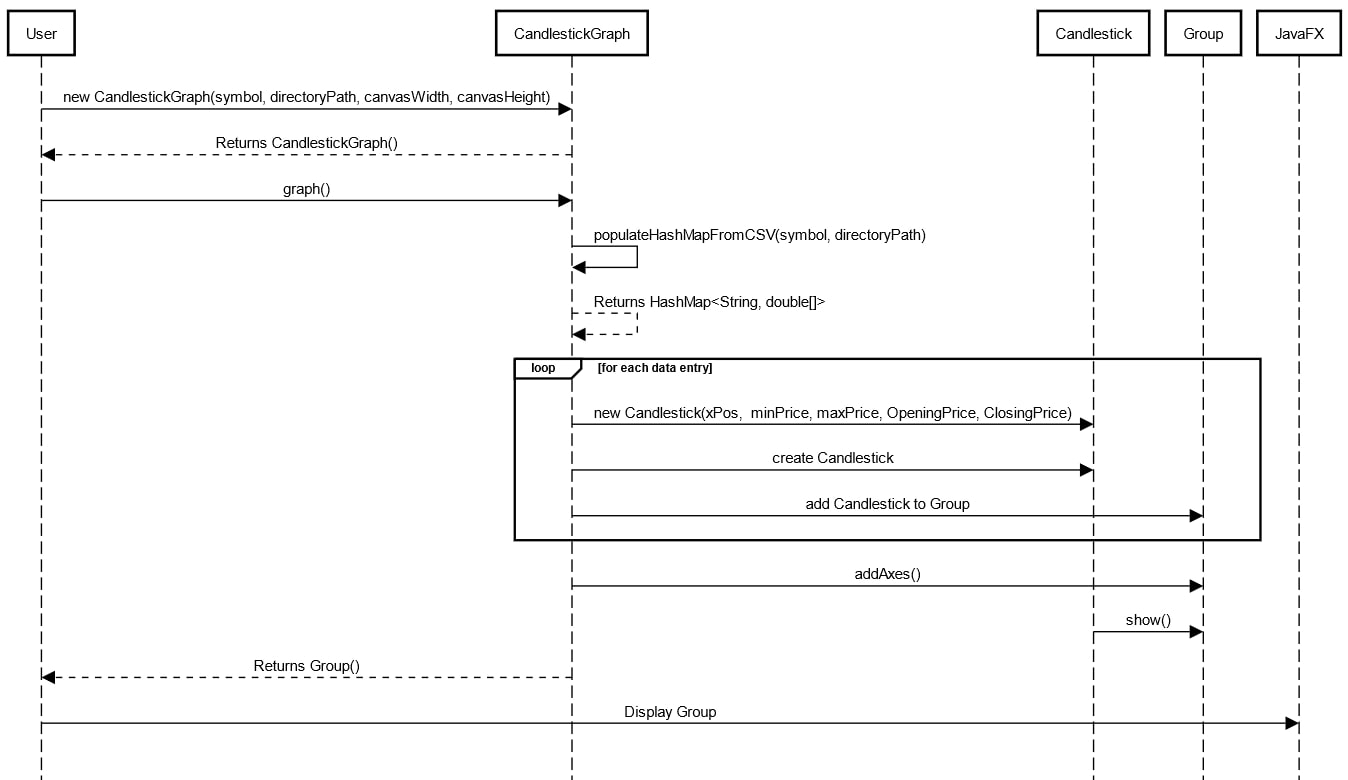 User
CandlestickGraph
Candlestick
Group
JavaFX
new CandlestickGraph(symbol, directoryPath, canvasWidth, canvasHeight)
Returns CandlestickGraph()
graph()
populateHashMapFromCSV(symbol, directoryPath)
Returns HashMap<String, double[]>
loop [for each data entry]
new Candlestick(xPos,  minPrice, maxPrice, OpeningPrice, ClosingPrice)
create Candlestick
add Candlestick to Group
addAxes()
show()
Returns Group()
Display Group